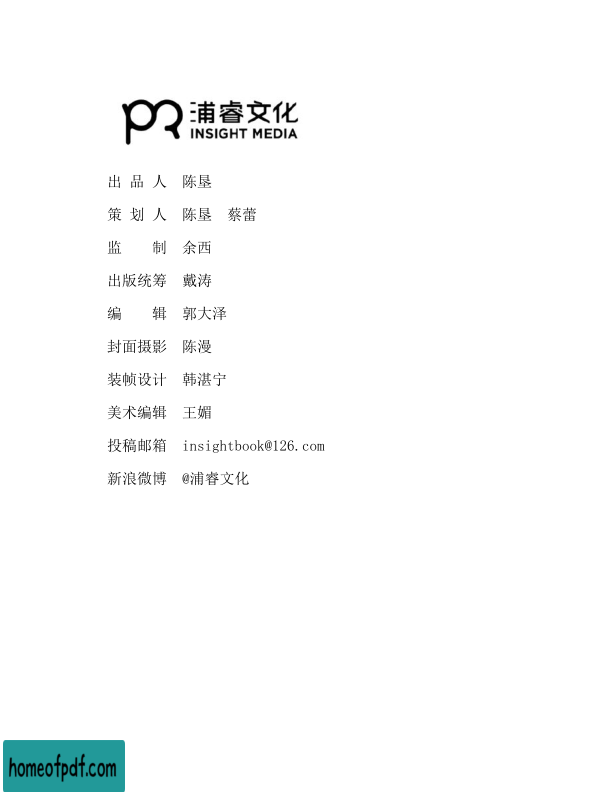 浦睿文化
INSIGHT MEDIA
出 品 人 陈垦
策 划 人 陈垦 蔡蕾
监 制 余西
出版统筹 戴涛
编 辑 郭大泽
封面摄影 陈漫
装帧设计 韩湛宁
美术编辑 王媚
投稿邮箱 insightbook@126.com
新浪微博 @浦睿文化
homeofpdf.com